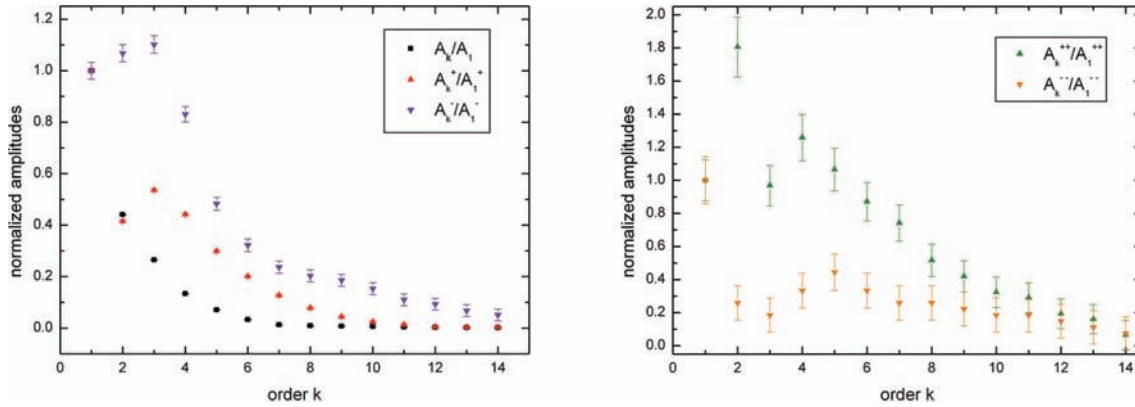 1.2
1.0
0.8
0.6
0.4
0.2
0.0
normalized amplitudes
0 2 4 6 8 10 12 14
order k
A_k/A_1
A_k^+/A_1^+
A_k^-/A_1^-
2.0
1.8
1.6
1.4
1.2
1.0
0.8
0.6
0.4
0.2
0.0
normalized amplitudes
0 2 4 6 8 10 12 14
order k
A_k^++/A_1^++
A_k^--/A_1^--